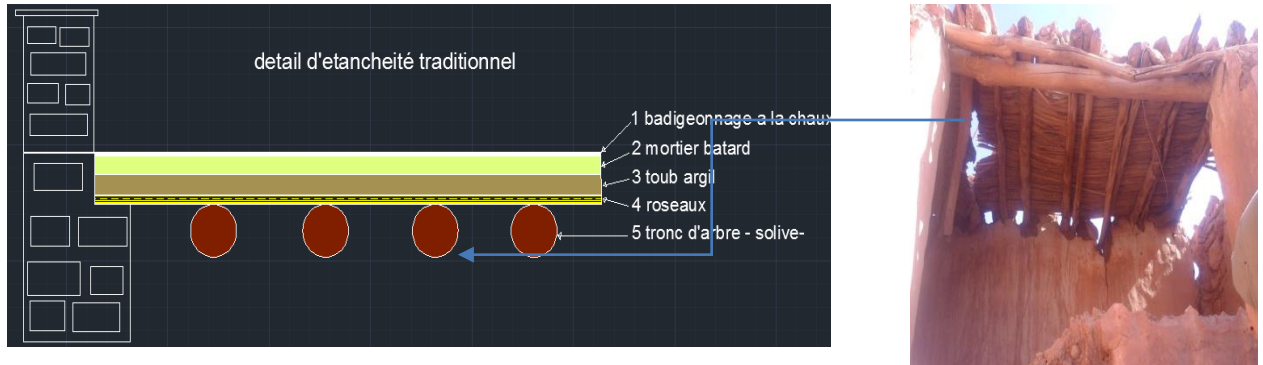 detail d'etancheité traditionnel
1 badigeonnage a la chaux
2 mortier batard
3 toub argil
4 roseaux
5 tronc d'arbre - solive-